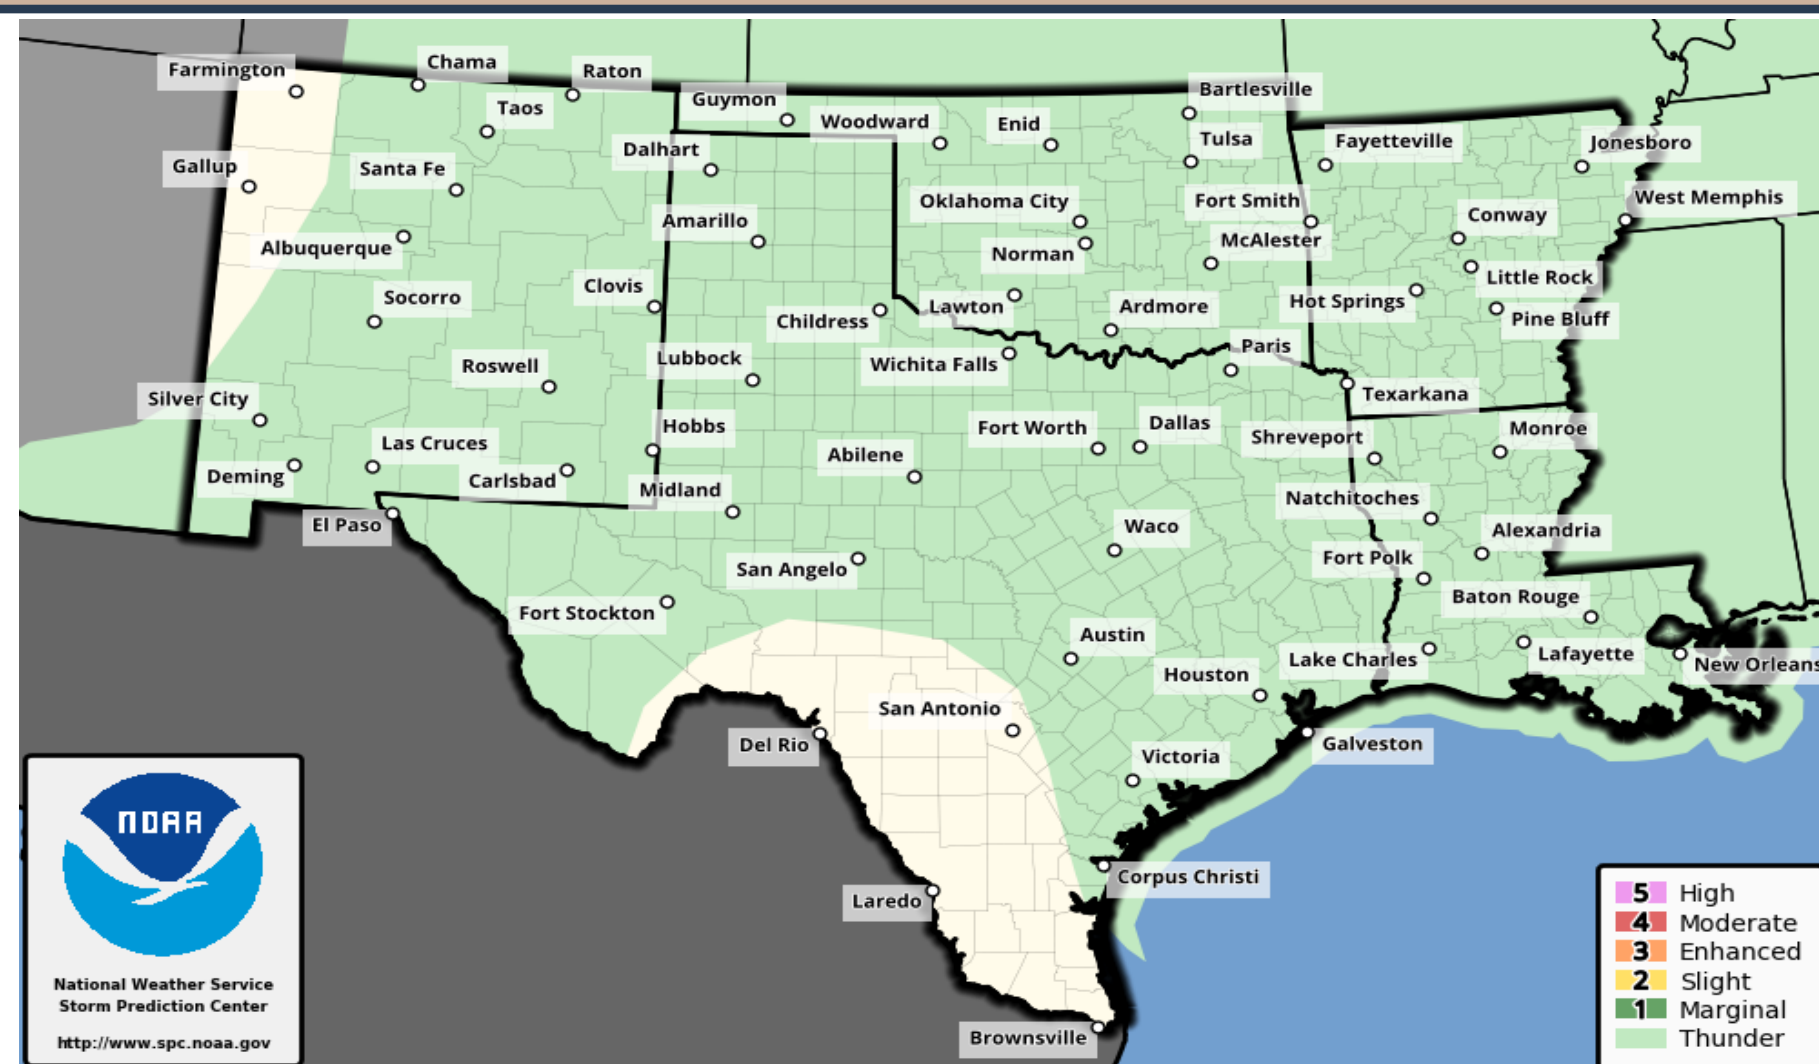 Farmington
Chama
Raton
Taos
Guymon
Woodward
Enid
Bartlesville
Tulsa
Fayetteville
Jonesboro
Gallup
Santa Fe
Dalhart
Oklahoma City
Fort Smith
Conway
West Memphis
Albuquerque
Amarillo
Norman
McAlester
Little Rock
Socorro
Clovis
Childress
Lawton
Ardmore
Hot Springs
Pine Bluff
Roswell
Lubbock
Wichita Falls
Paris
Texarkana
Silver City
Las Cruces
Hobbs
Abilene
Fort Worth
Dallas
Shreveport
Monroe
Deming
Carlsbad
Midland
Natchitoches
El Paso
San Angelo
Waco
Fort Polk
Alexandria
Fort Stockton
Austin
Baton Rouge
Houston
Lake Charles
Lafayette
New Orleans
San Antonio
Del Rio
Victoria
Galveston
Laredo
Corpus Christi
Brownsville
NOAA
National Weather Service
Storm Prediction Center
http://www.spc.noaa.gov
5 High
4 Moderate
3 Enhanced
2 Slight
1 Marginal
Thunder